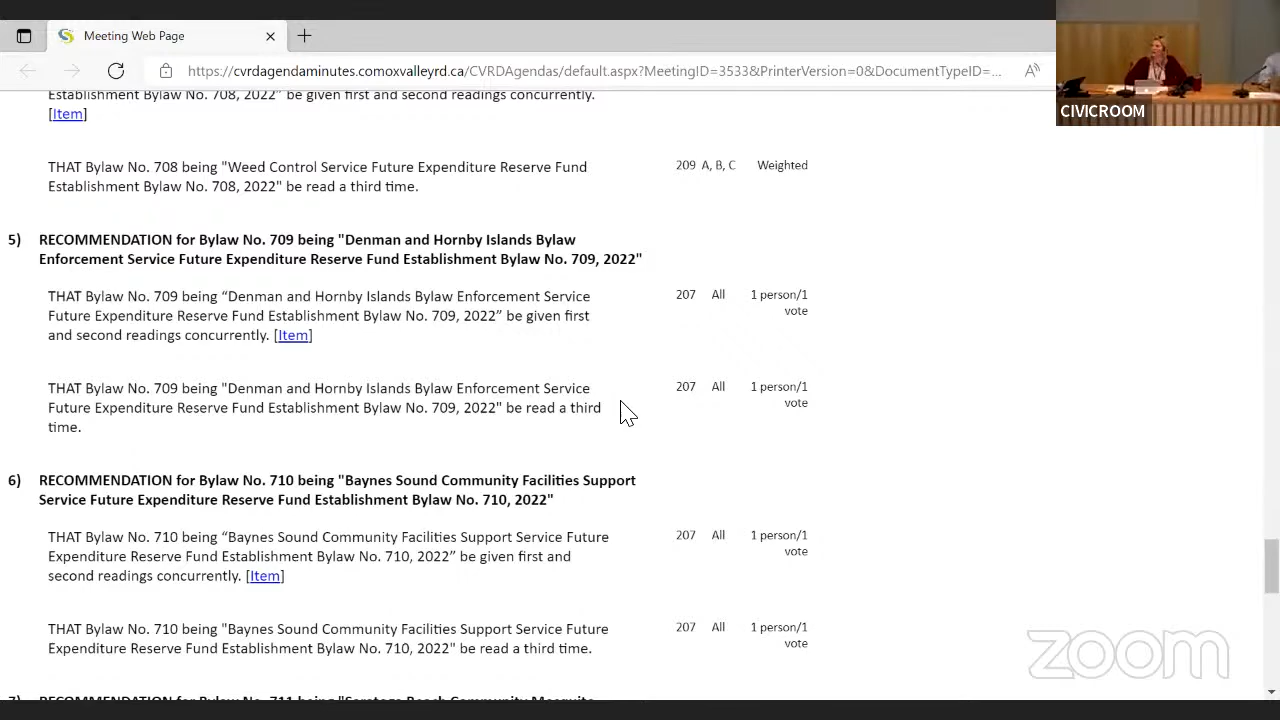 Meeting Web Page
https://cvrdagendaminutes.comoxvalleyrd.ca/CVRDAgendas/default.aspx?MeetingID=3533&PrinterVersion=0&DocumentTypeID=...
CIVICROOM
Establishment Bylaw No. 708, 2022” be given first and second readings concurrently.
[Item]
THAT Bylaw No. 708 being "Weed Control Service Future Expenditure Reserve Fund 209 A, B, C Weighted
Establishment Bylaw No. 708, 2022" be read a third time.
5) RECOMMENDATION for Bylaw No. 709 being "Denman and Hornby Islands Bylaw
Enforcement Service Future Expenditure Reserve Fund Establishment Bylaw No. 709, 2022"
THAT Bylaw No. 709 being “Denman and Hornby Islands Bylaw Enforcement Service 207 All 1 person/1
Future Expenditure Reserve Fund Establishment Bylaw No. 709, 2022” be given first vote
and second readings concurrently. [Item]
THAT Bylaw No. 709 being "Denman and Hornby Islands Bylaw Enforcement Service 207 All 1 person/1
Future Expenditure Reserve Fund Establishment Bylaw No. 709, 2022" be read a third vote
time.
6) RECOMMENDATION for Bylaw No. 710 being "Baynes Sound Community Facilities Support
Service Future Expenditure Reserve Fund Establishment Bylaw No. 710, 2022"
THAT Bylaw No. 710 being “Baynes Sound Community Facilities Support Service Future 207 All 1 person/1
Expenditure Reserve Fund Establishment Bylaw No. 710, 2022” be given first and vote
second readings concurrently. [Item]
THAT Bylaw No. 710 being "Baynes Sound Community Facilities Support Service Future 207 All 1 person/1
Expenditure Reserve Fund Establishment Bylaw No. 710, 2022" be read a third time. vote
zoom
7) RECOMMENDATION for Bylaw No. 711 being "Saratoga Beach Community Mosquito